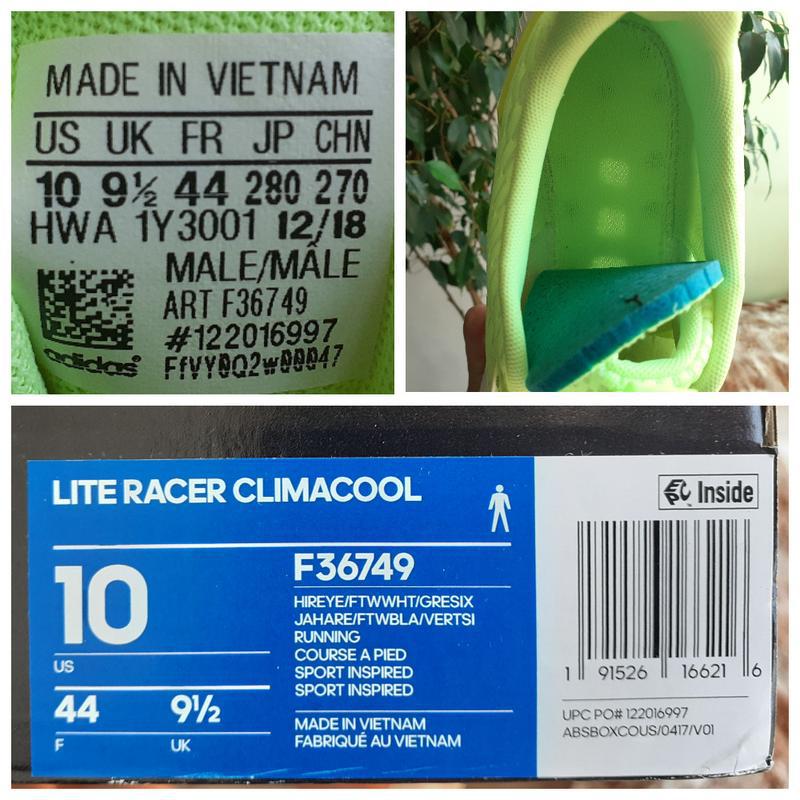 MADE IN VIETNAM
US UK FR JP CHN
10 9½ 44 280 270
HWA 1Y3001 12/18
MALE/MÂLE
ART F36749
#122016997
adidas FfVY0Q2w00047
LITE RACER CLIMACOOL
10
US
44 9½
F UK
F36749
HIREYE/FTWWHT/GRESIX
JAHARE/FTWBLA/VERTSI
RUNNING
COURSE A PIED
SPORT INSPIRED
SPORT INSPIRED
MADE IN VIETNAM
FABRIQUÉ AU VIETNAM
Inside
1 91526 16621 6
UPC PO# 122016997
ABSBOXCOUS/0417/V01